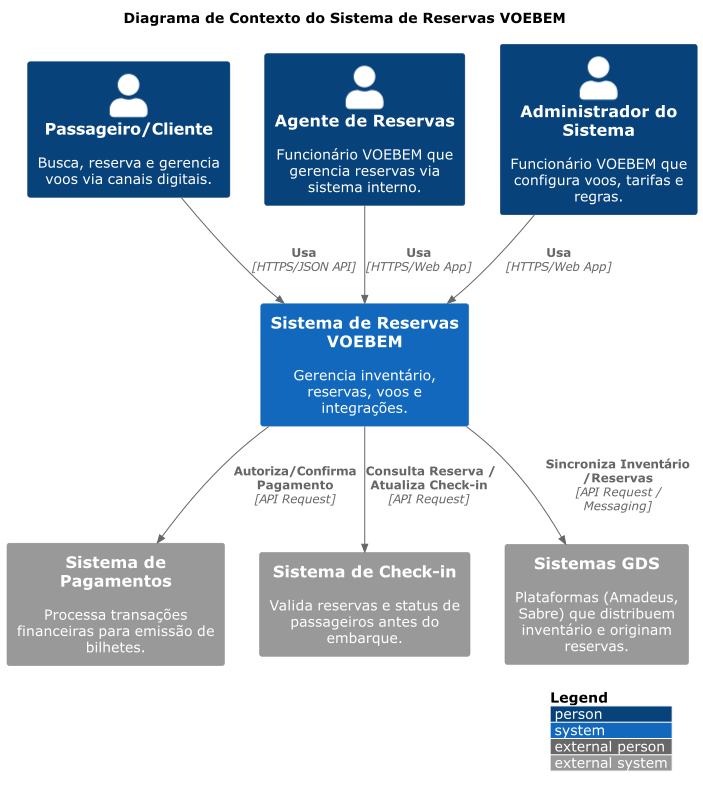 Diagrama de Contexto do Sistema de Reservas VOEBEM
Passageiro/Cliente
Busca, reserva e gerencia
voos via canais digitais.
Agente de Reservas
Funcionário VOEBEM que
gerencia reservas via
sistema interno.
Administrador do
Sistema
Funcionário VOEBEM que
configura voos, tarifas e
regras.
Usa
[HTTPS/JSON API]
Usa
[HTTPS/Web App]
Usa
[HTTPS/Web App]
Sistema de Reservas
VOEBEM
Gerencia inventário,
reservas, voos e
integrações.
Autoriza/Confirma
Pagamento
[API Request]
Consulta Reserva /
Atualiza Check-in
[API Request]
Sincroniza Inventário
/Reservas
[API Request /
Messaging]
Sistema de
Pagamentos
Processa transações
financeiras para emissão de
bilhetes.
Sistema de Check-in
Valida reservas e status de
passageiros antes do
embarque.
Sistemas GDS
Plataformas (Amadeus,
Sabre) que distribuem
inventário e originam
reservas.
Legend
person
system
external person
external system